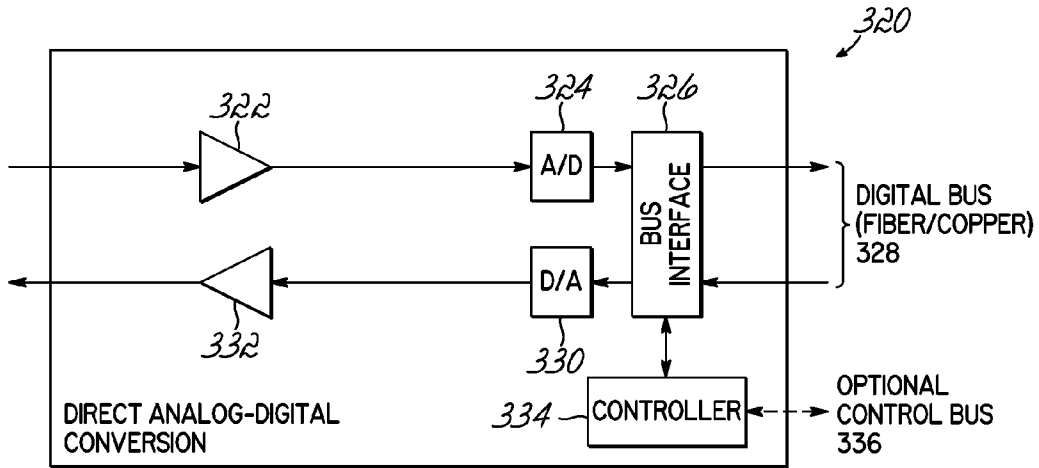 320
322
324
326
A/D
BUS INTERFACE
DIGITAL BUS
(FIBER/COPPER)
328
D/A
332
330
334
CONTROLLER
OPTIONAL
CONTROL BUS
336
DIRECT ANALOG-DIGITAL
CONVERSION